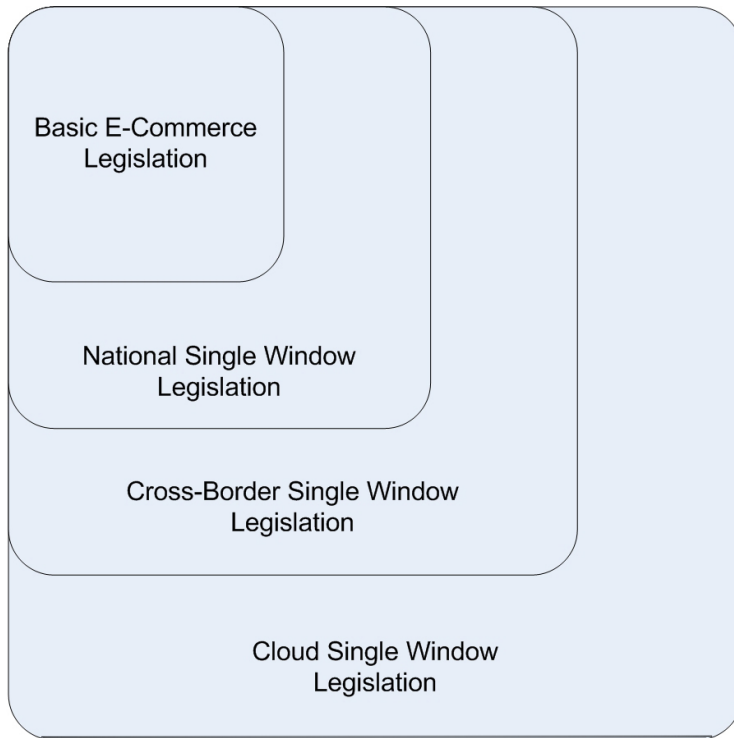 Basic E-Commerce
Legislation
National Single Window
Legislation
Cross-Border Single Window
Legislation
Cloud Single Window
Legislation